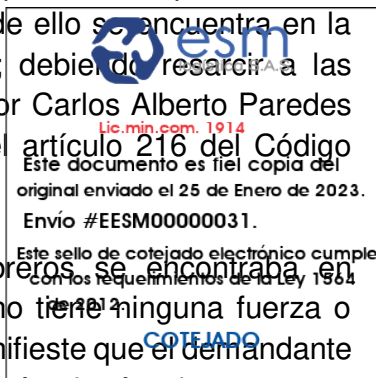 de ello se encuentra en la
esm
S.A.S
; debiendo resarcir a las
or Carlos Alberto Paredes
Lic.min.com. 1914
el artículo 216 del Código
Este documento es fiel copia del
original enviado el 25 de Enero de 2023.
Envío #EESM00000031.
Este sello de cotejado electrónico cumple
con los requerimientos de la Ley 1564
de 2012.
breros se encontraba en
no tiene ninguna fuerza o
COTEJADO
nifieste que el demandante